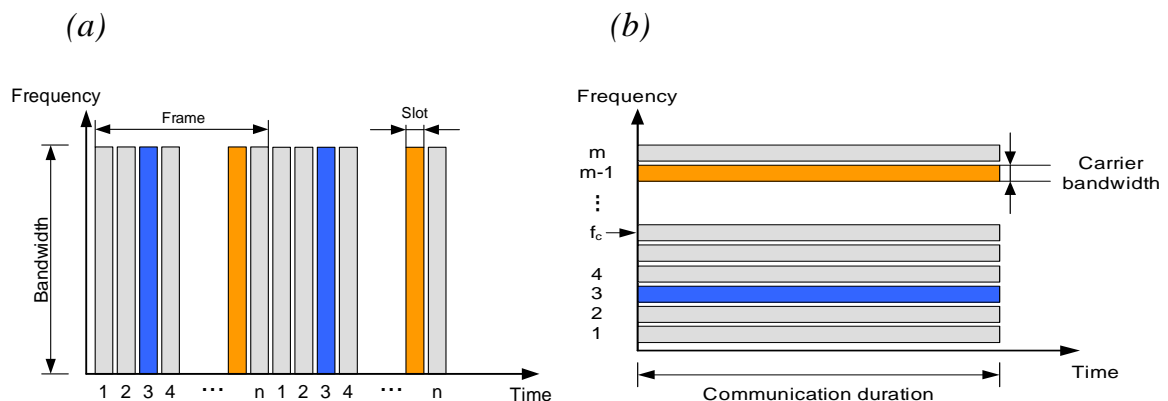 (a)
Frequency
Frame
Slot
Bandwidth
1 2 3 4 ... n 1 2 3 4 ... n Time
(b)
Frequency
m
m-1
⋮
fc
4
3
2
1
Carrier
bandwidth
Time
Communication duration